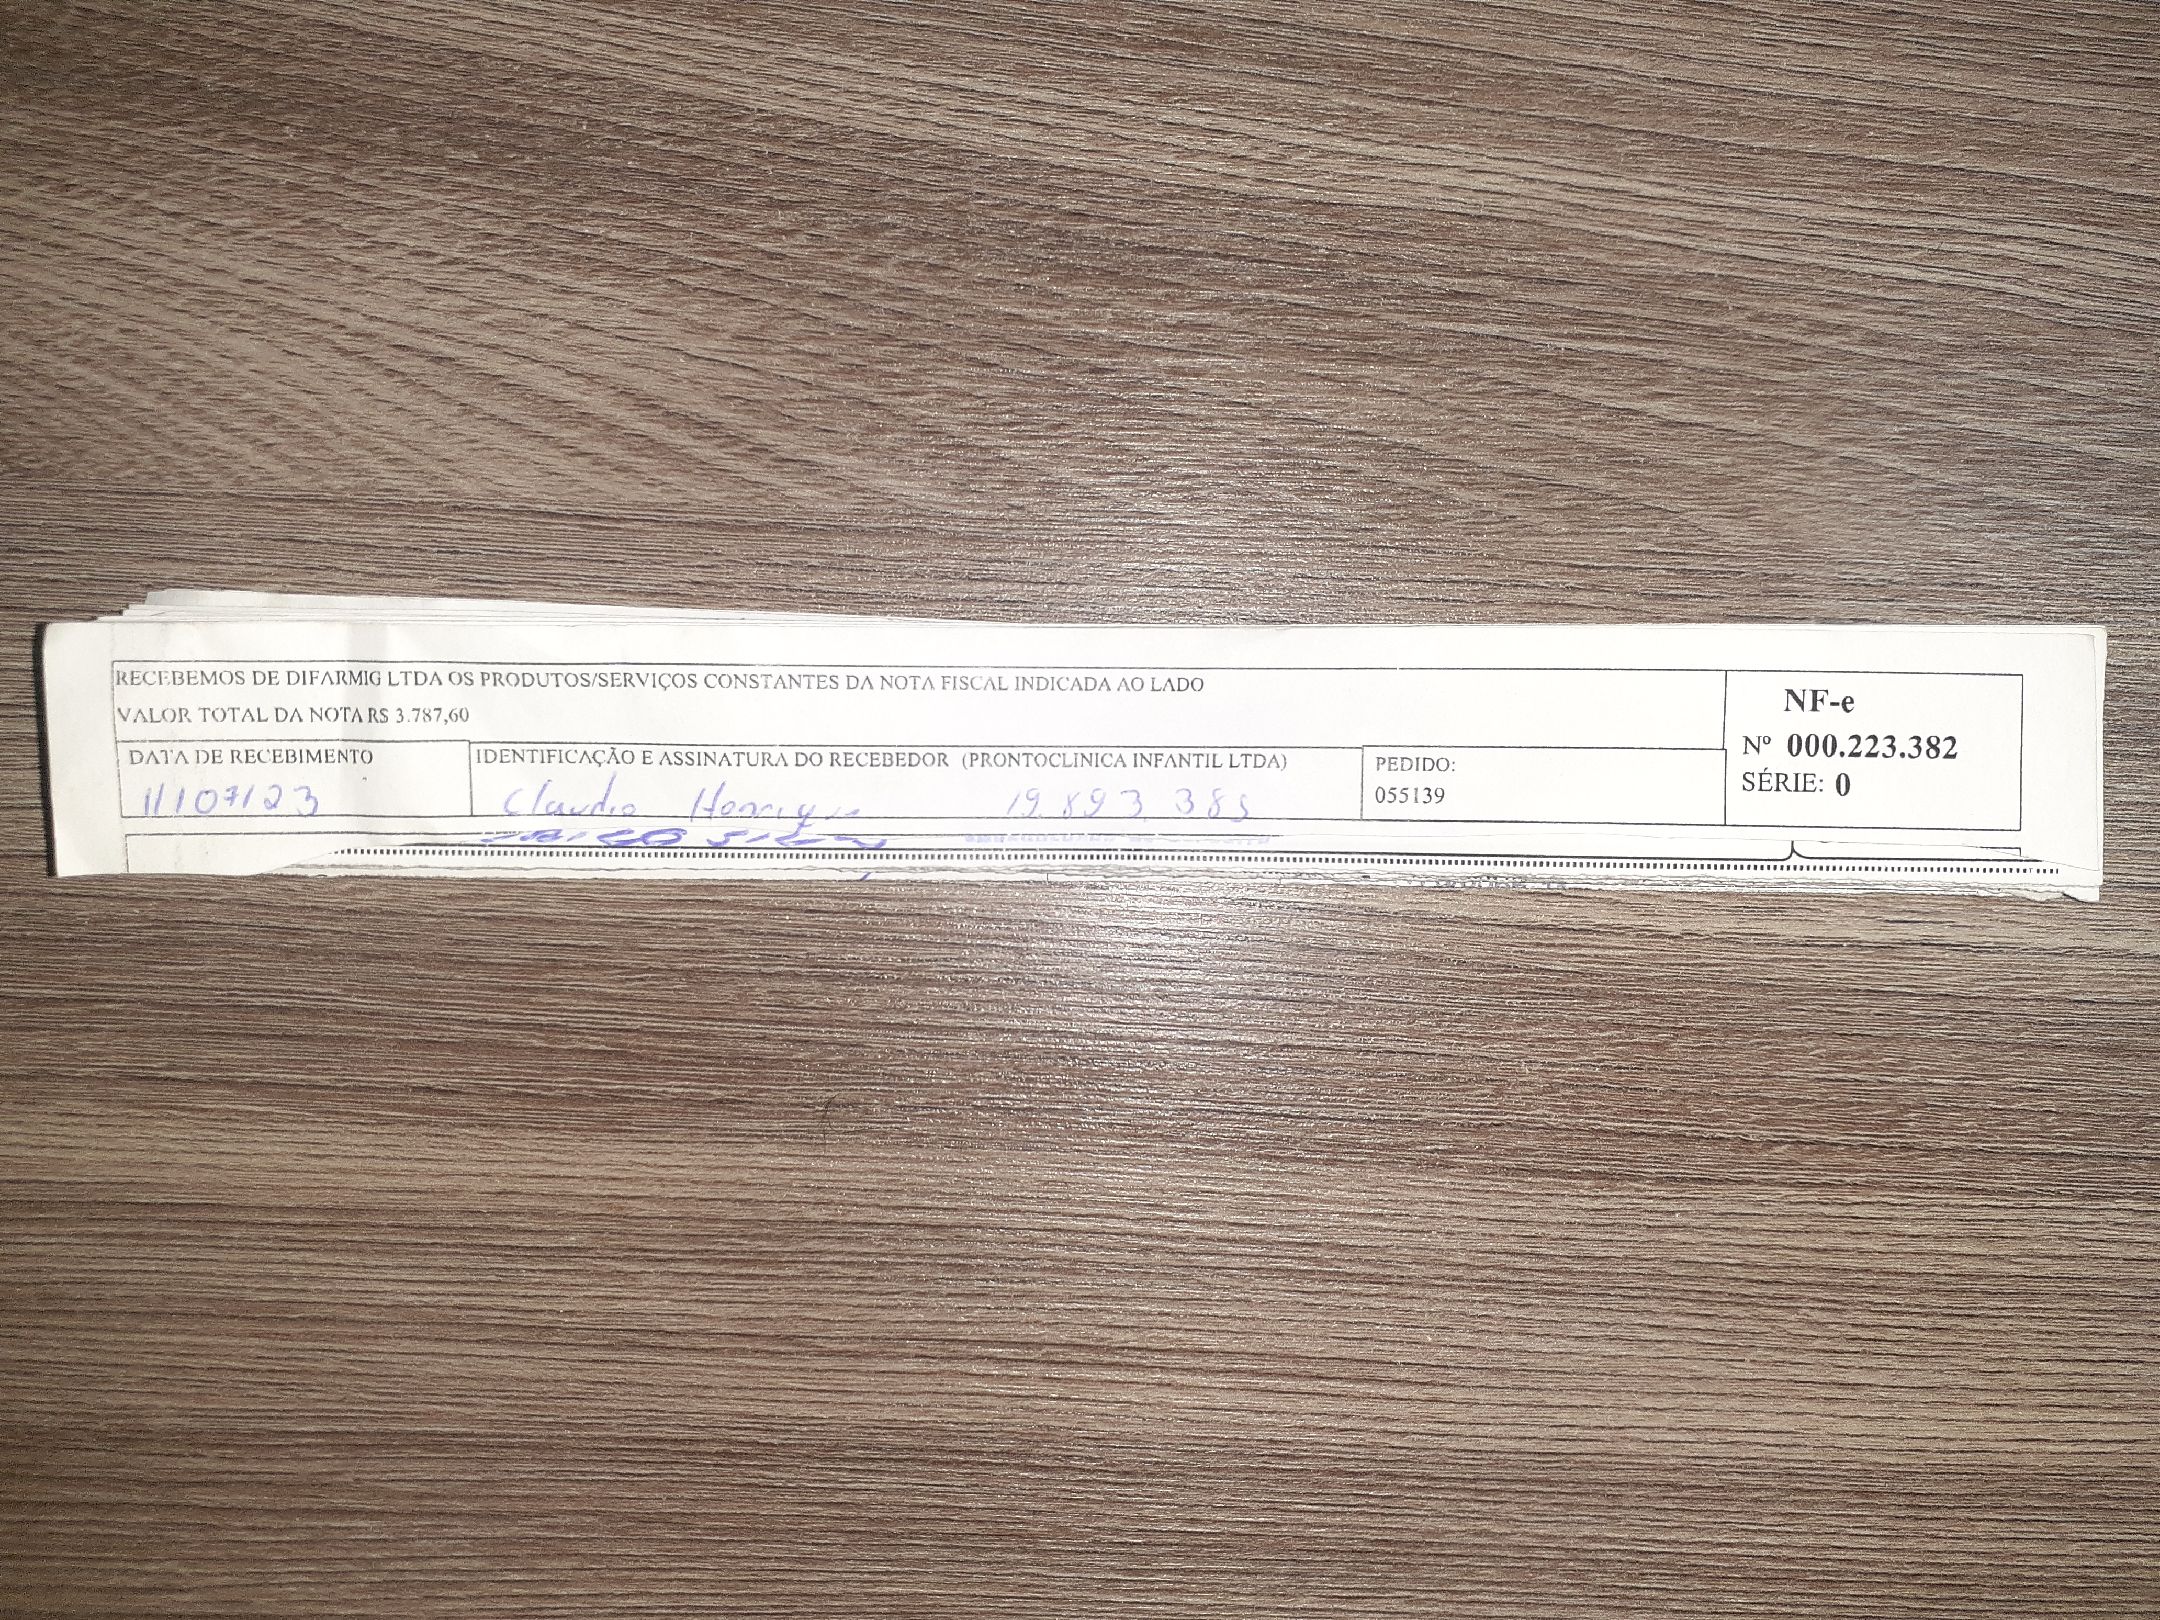 RECEBEMOS DE DIFARMIG LTDA OS PRODUTOS/SERVIÇOS CONSTANTES DA NOTA FISCAL INDICADA AO LADO
VALOR TOTAL DA NOTA R$ 3.787,60
DATA DE RECEBIMENTO
11/07/23
IDENTIFICAÇÃO E ASSINATURA DO RECEBEDOR (PRONTOCLINICA INFANTIL LTDA)
Claudio Henrique 19.893.385
PEDIDO:
055139
NF-e
Nº 000.223.382
SÉRIE: 0